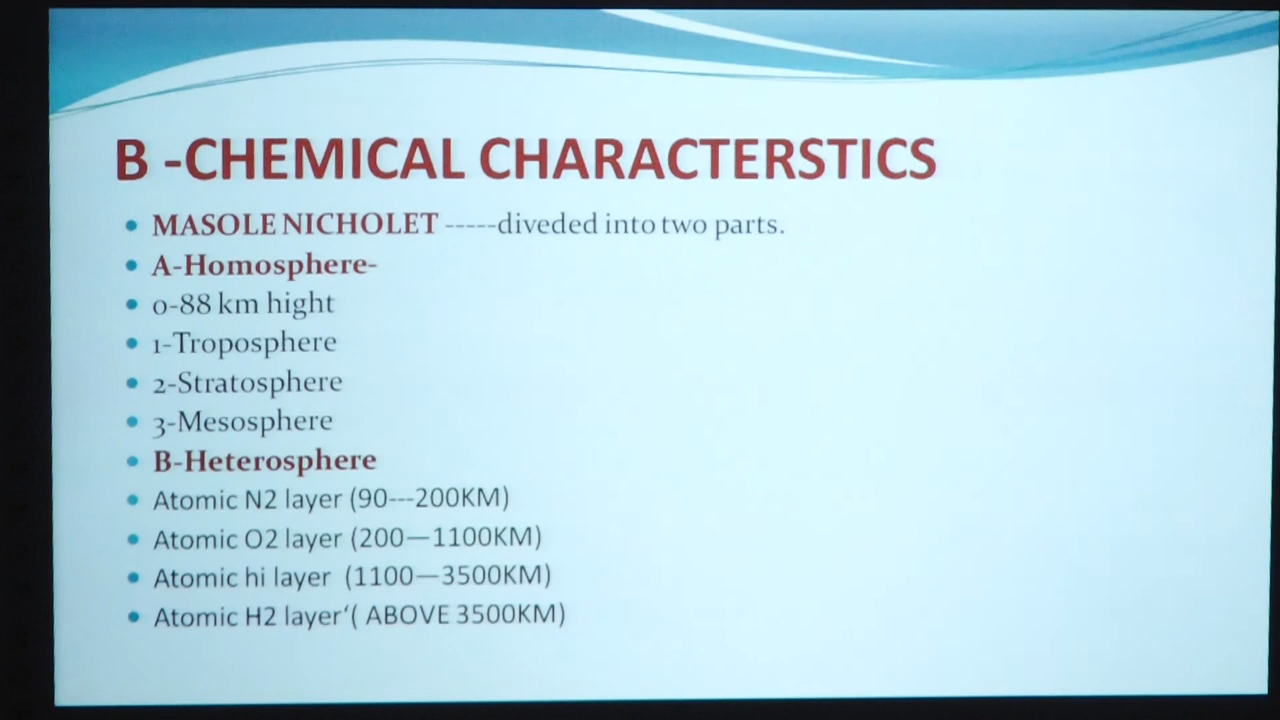 B -CHEMICAL CHARACTERSTICS
MASOLE NICHOLET -----diveded into two parts.
A-Homosphere-
0-88 km hight
1-Troposphere
2-Stratosphere
3-Mesosphere
B-Heterosphere
Atomic N2 layer (90---200KM)
Atomic O2 layer (200—1100KM)
Atomic hi layer (1100—3500KM)
Atomic H2 layer‘( ABOVE 3500KM)